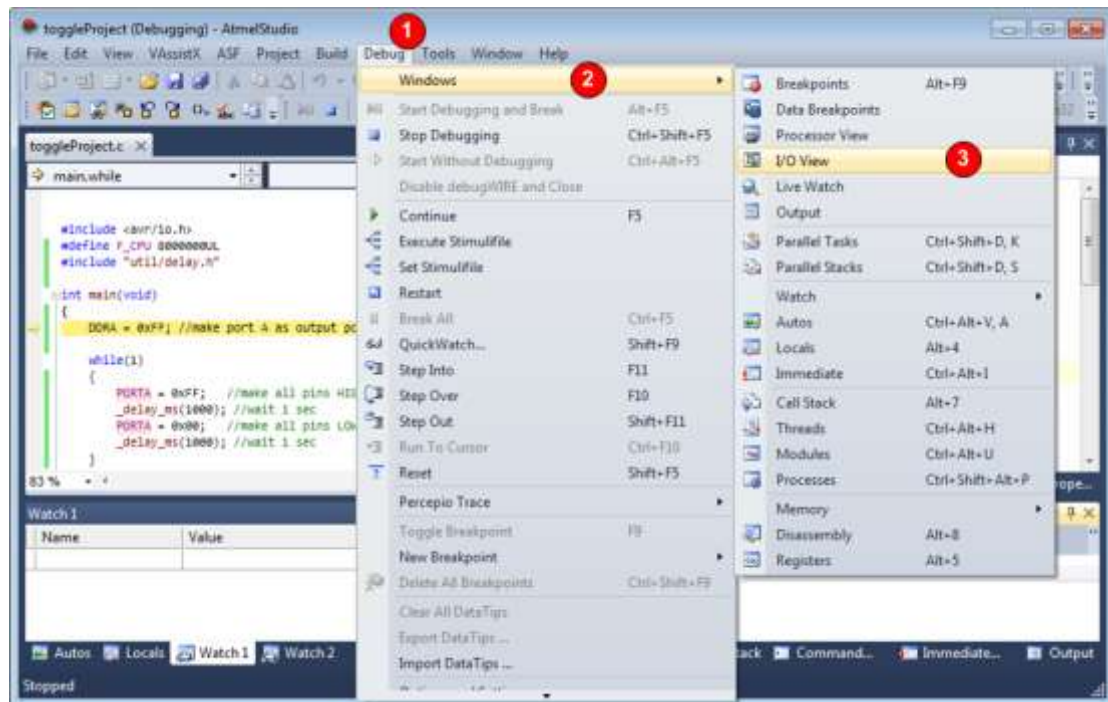 toggleProject (Debugging) - AtmelStudio
File Edit View VAssistX ASF Project Build Debug Tools Window Help
1
toggleProject.c
main.while
#include <avr/io.h>
#define F_CPU 8000000UL
#include "util/delay.h"
int main(void)
{
DDRA = 0xFF; //make port A as output po
while(1)
{
PORTA = 0xFF; //make all pins HIG
_delay_ms(1000); //wait 1 sec
PORTA = 0x00; //make all pins LOW
_delay_ms(1000); //wait 1 sec
}
83 %
Watch 1
Name Value
Autos Locals Watch 1 Watch 2
Stopped
Windows 2
Start Debugging and Break Alt+F5
Stop Debugging Ctrl+Shift+F5
Start Without Debugging Ctrl+Alt+F5
Disable debugWIRE and Close
Continue F5
Execute Stimulifile
Set Stimulifile
Restart
Break All Ctrl+F5
QuickWatch... Shift+F9
Step Into F11
Step Over F10
Step Out Shift+F11
Run To Cursor Ctrl+F10
Reset Shift+F5
Percepio Trace
Toggle Breakpoint F9
New Breakpoint
Delete All Breakpoints Ctrl+Shift+F9
Clear All DataTips
Export DataTips ...
Import DataTips ...
Breakpoints Alt+F9
Data Breakpoints
Processor View
I/O View 3
Live Watch
Output
Parallel Tasks Ctrl+Shift+D, K
Parallel Stacks Ctrl+Shift+D, S
Watch
Autos Ctrl+Alt+V, A
Locals Alt+4
Immediate Ctrl+Alt+I
Call Stack Alt+7
Threads Ctrl+Alt+H
Modules Ctrl+Alt+U
Processes Ctrl+Shift+Alt+P
Memory
Disassembly Alt+8
Registers Alt+5
rope...
tack Command... Immediate... Output